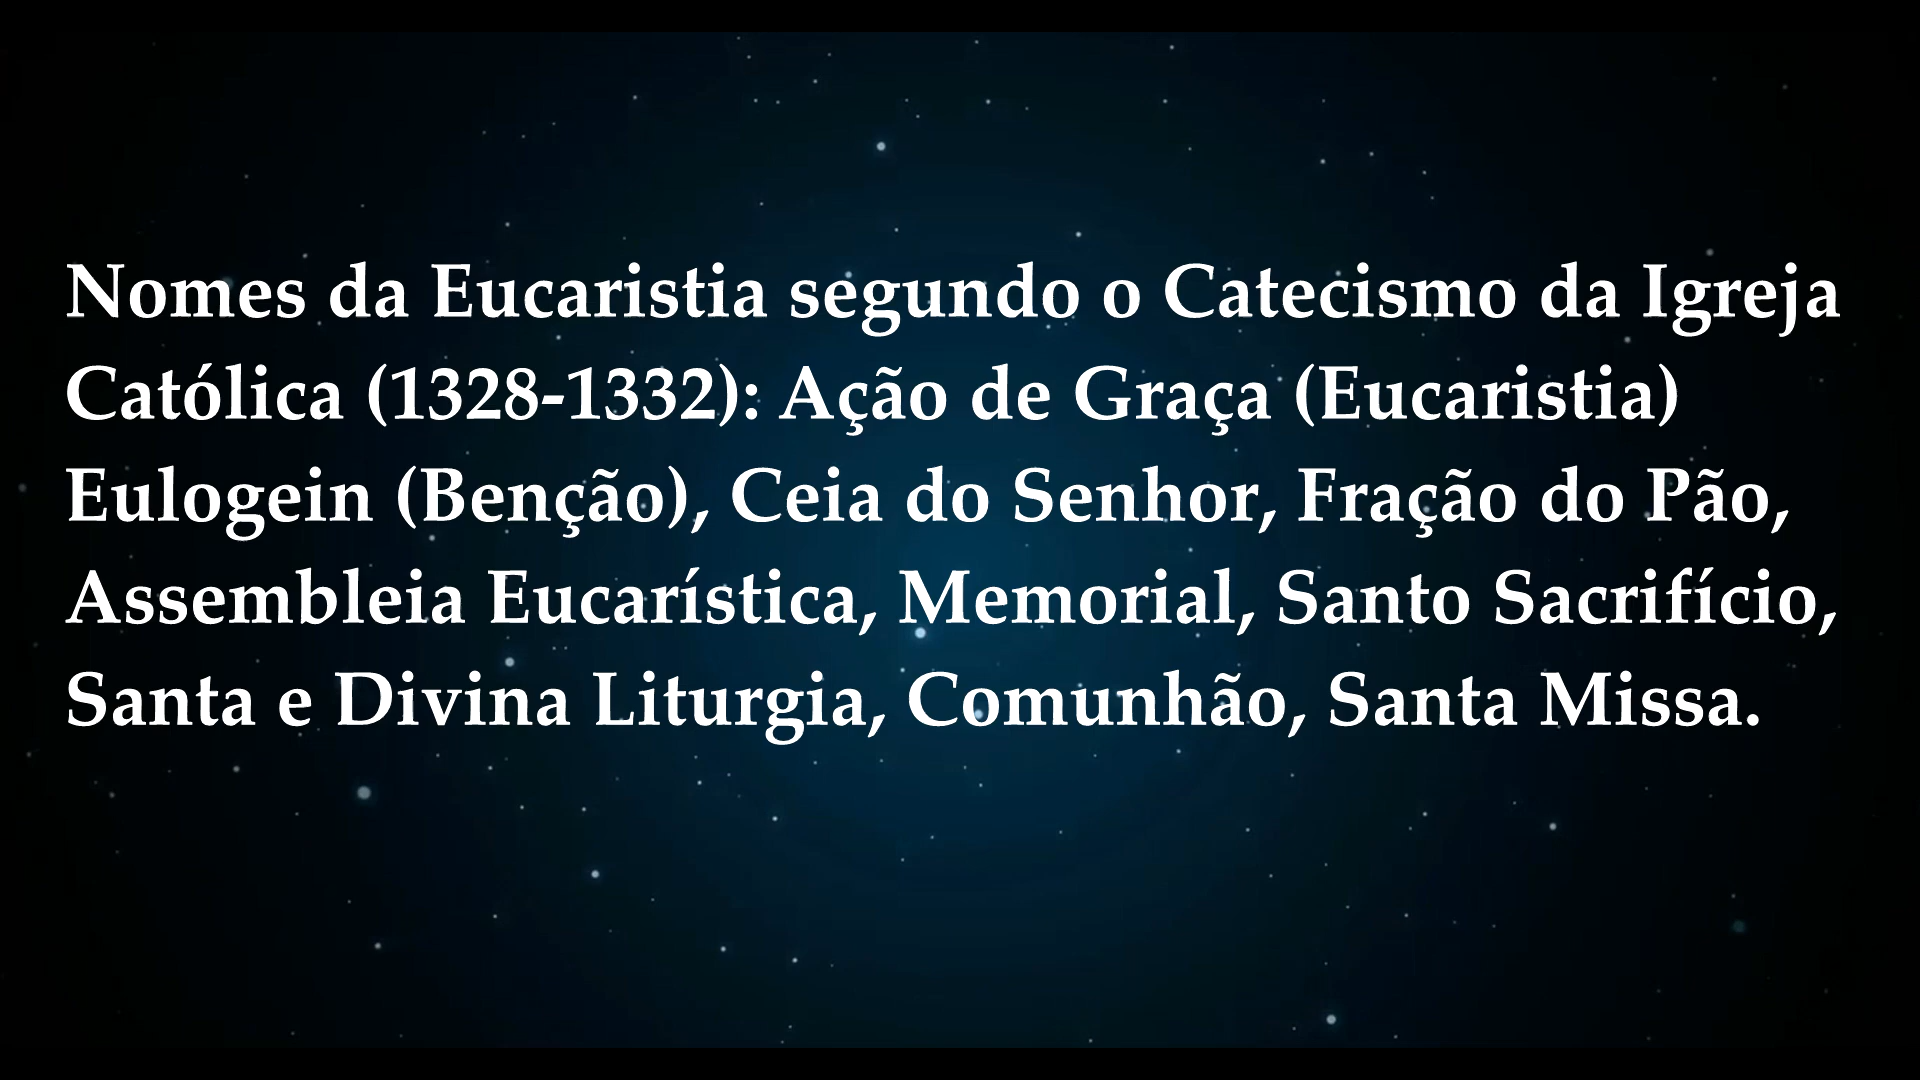 Nomes da Eucaristia segundo o Catecismo da Igreja
Católica (1328-1332): Ação de Graça (Eucaristia)
Eulogein (Benção), Ceia do Senhor, Fração do Pão,
Assembleia Eucarística, Memorial, Santo Sacrifício,
Santa e Divina Liturgia, Comunhão, Santa Missa.